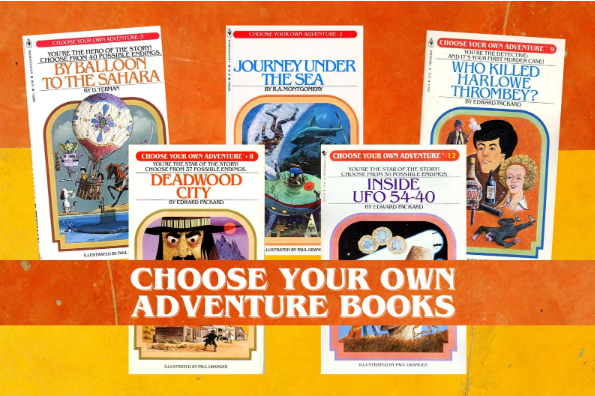 CHOOSE YOUR OWN ADVENTURE • 3
YOU'RE THE HERO OF THE STORY!
CHOOSE FROM 40 POSSIBLE ENDINGS.
BY BALLOON
TO THE SAHARA
BY D. TERMAN
CHOOSE YOUR OWN ADVENTURE • 2
JOURNEY UNDER
THE SEA
BY R.A. MONTGOMERY
ILLUSTRATED BY PAUL GRANGER
CHOOSE YOUR OWN ADVENTURE™ 9
YOU'RE THE DETECTIVE:
AND IT'S YOUR FIRST MURDER CASE!
WHO KILLED
HARLOWE
THROMBEY?
BY EDWARD PACKARD
CHOOSE YOUR OWN ADVENTURE™ • 8
YOU'RE THE STAR OF THE STORY!
CHOOSE FROM 37 POSSIBLE ENDINGS.
DEADWOOD
CITY
BY EDWARD PACKARD
ILLUSTRATED BY PAUL GRANGER
CHOOSE YOUR OWN ADVENTURE™ • 12
YOU'RE THE STAR OF THE STORY!
CHOOSE FROM 30 POSSIBLE ENDINGS.
INSIDE
UFO 54-40
BY EDWARD PACKARD
ILLUSTRATED BY PAUL GRANGER
CHOOSE YOUR OWN
ADVENTURE BOOKS